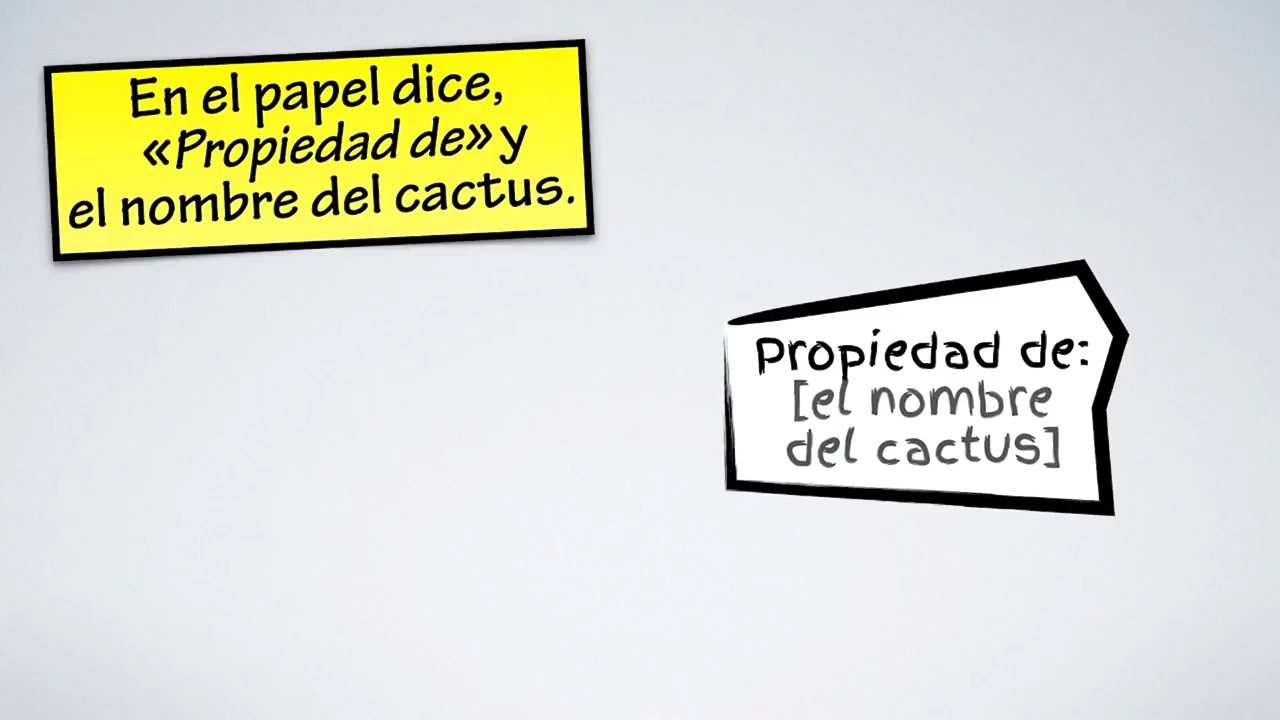 En el papel dice,
«Propiedad de» y
el nombre del cactus.
Propiedad de:
[el nombre
del cactus]